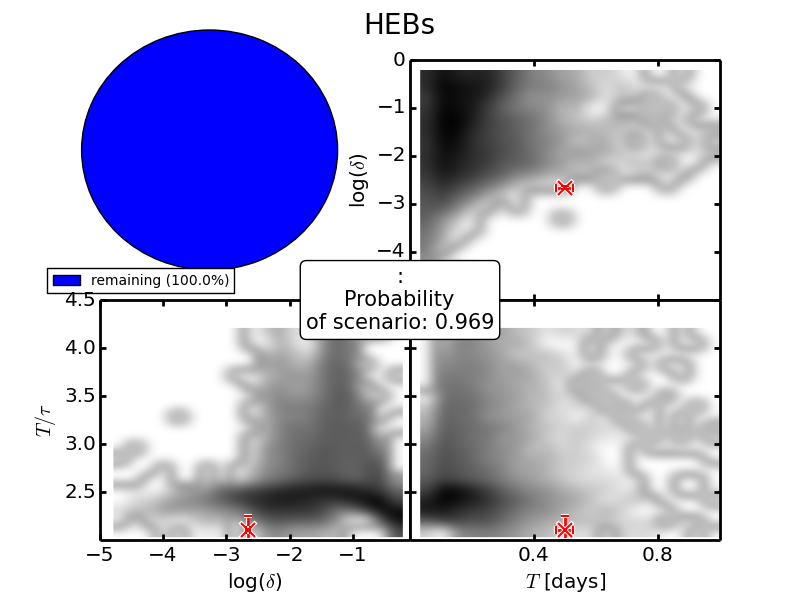 HEBs
0
−1
−2
−3
−4
log(δ)
remaining (100.0%)
:
Probability
of scenario: 0.969
4.5
4.0
3.5
3.0
2.5
T/τ
−5 −4 −3 −2 −1
0.4 0.8
log(δ)
T [days]